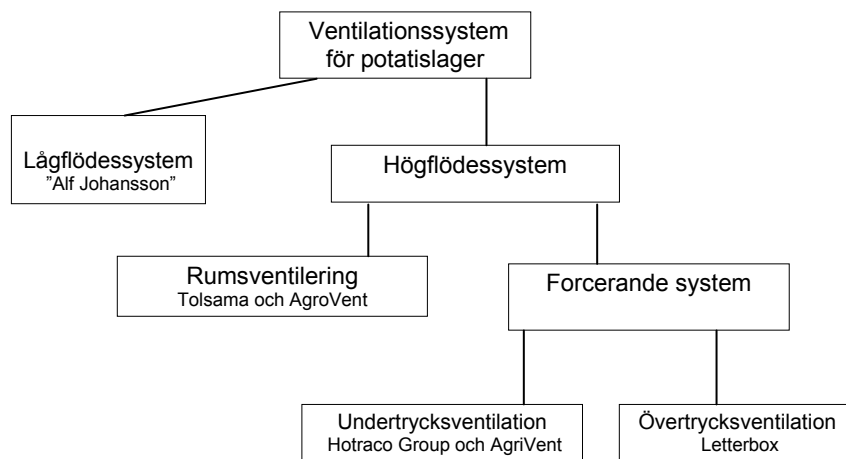 Ventilationssystem
för potatislager
Lågflödessystem
"Alf Johansson"
Högflödessystem
Rumsventilering
Tolsama och AgroVent
Forcerande system
Undertrycksventilation
Hotraco Group och AgriVent
Övertrycksventilation
Letterbox